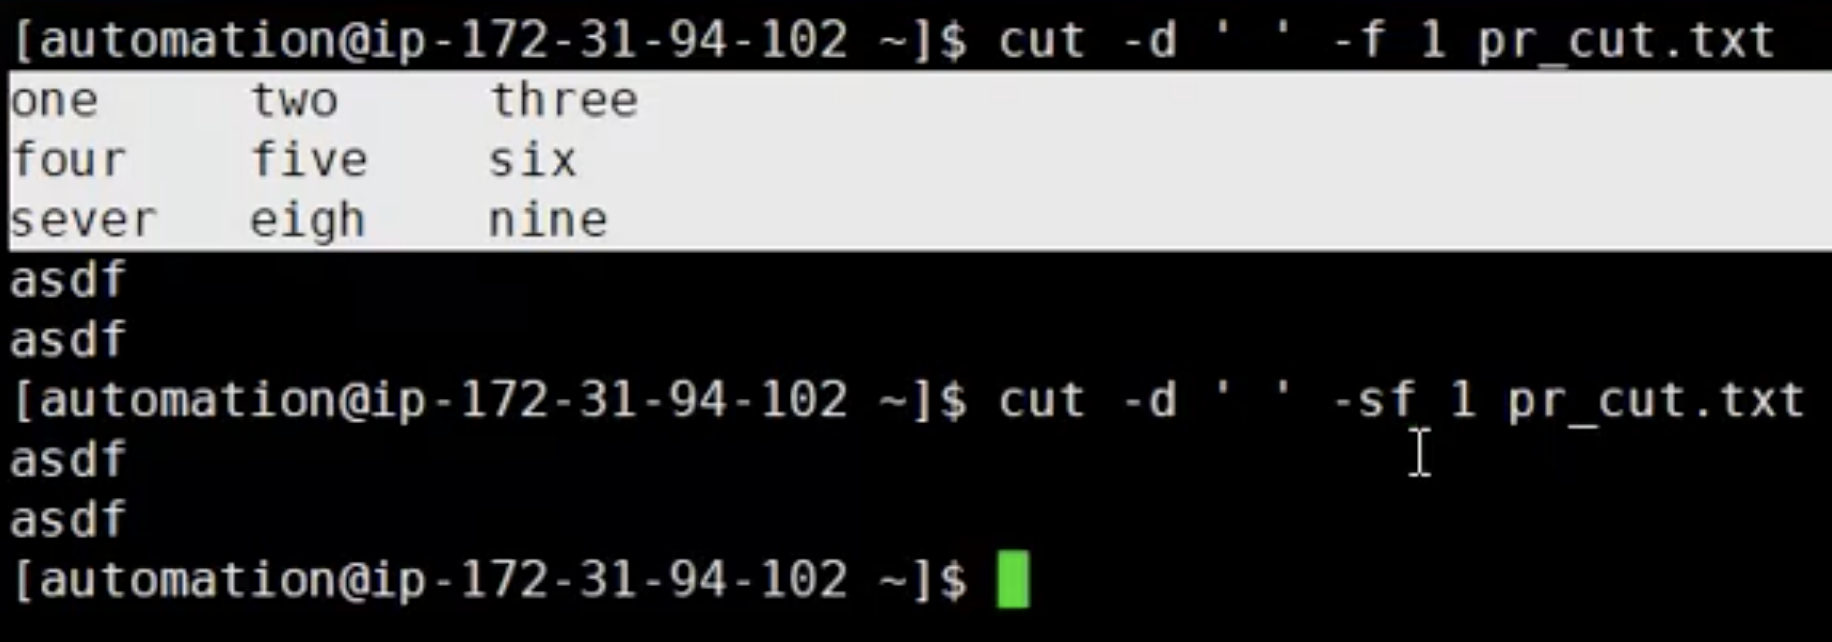 [automation@ip-172-31-94-102 ~]$ cut -d ' ' -f 1 pr_cut.txt
one     two     three
four    five    six
sever   eigh    nine
asdf
asdf
[automation@ip-172-31-94-102 ~]$ cut -d ' ' -sf 1 pr_cut.txt
asdf
asdf
[automation@ip-172-31-94-102 ~]$